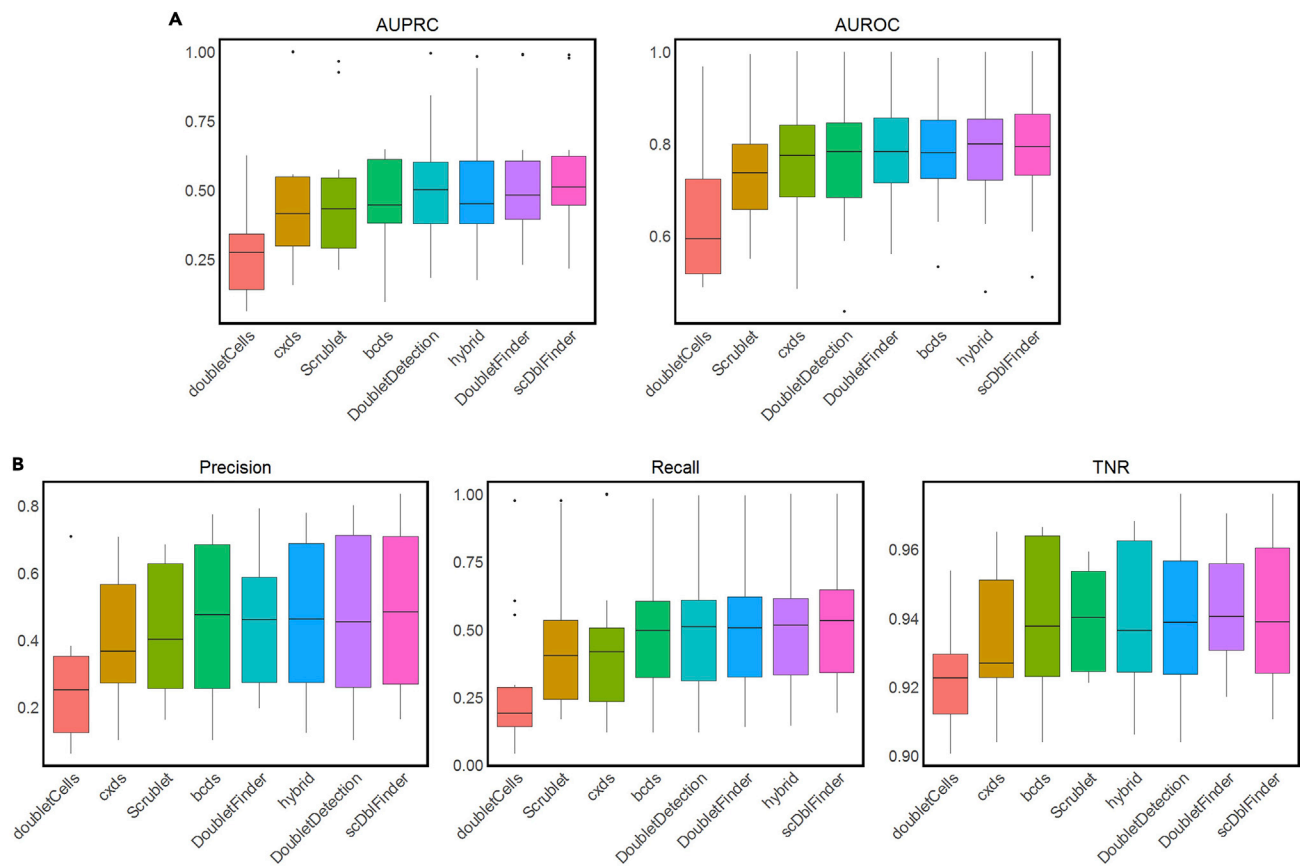 A
AUPRC
1.00
0.75
0.50
0.25
doubletCells
cxds
Scrublet
bcds
DoubletDetection
hybrid
DoubletFinder
scDblFinder
AUROC
1.0
0.8
0.6
doubletCells
Scrublet
cxds
DoubletDetection
DoubletFinder
bcds
hybrid
scDblFinder
B
Precision
0.8
0.6
0.4
0.2
doubletCells
cxds
Scrublet
bcds
DoubletFinder
hybrid
DoubletDetection
scDblFinder
Recall
1.00
0.75
0.50
0.25
0.00
doubletCells
Scrublet
cxds
bcds
DoubletDetection
DoubletFinder
hybrid
scDblFinder
TNR
0.96
0.94
0.92
0.90
doubletCells
cxds
bcds
Scrublet
hybrid
DoubletDetection
DoubletFinder
scDblFinder